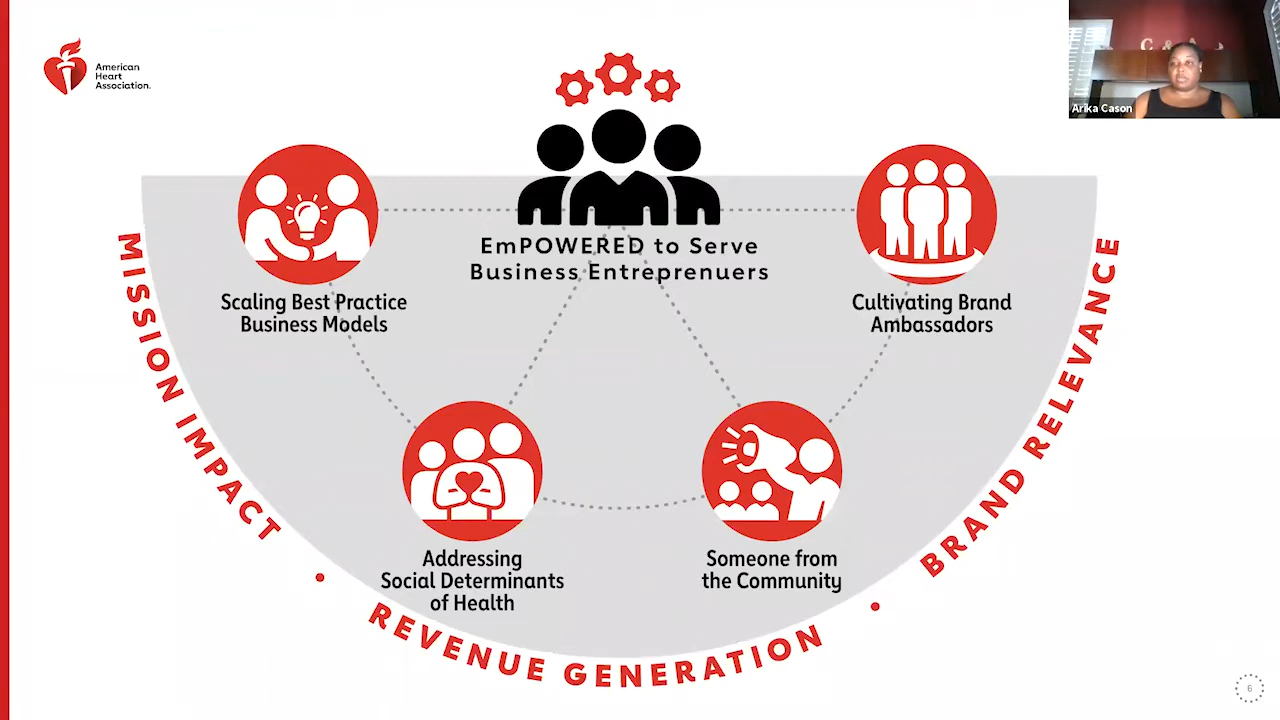 American
Heart
Association.
Arika Cason
EmPOWERED to Serve
Business Entreprenuers
Scaling Best Practice
Business Models
Cultivating Brand
Ambassadors
Addressing
Social Determinants
of Health
Someone from
the Community
MISSION IMPACT • REVENUE GENERATION • BRAND RELEVANCE
6